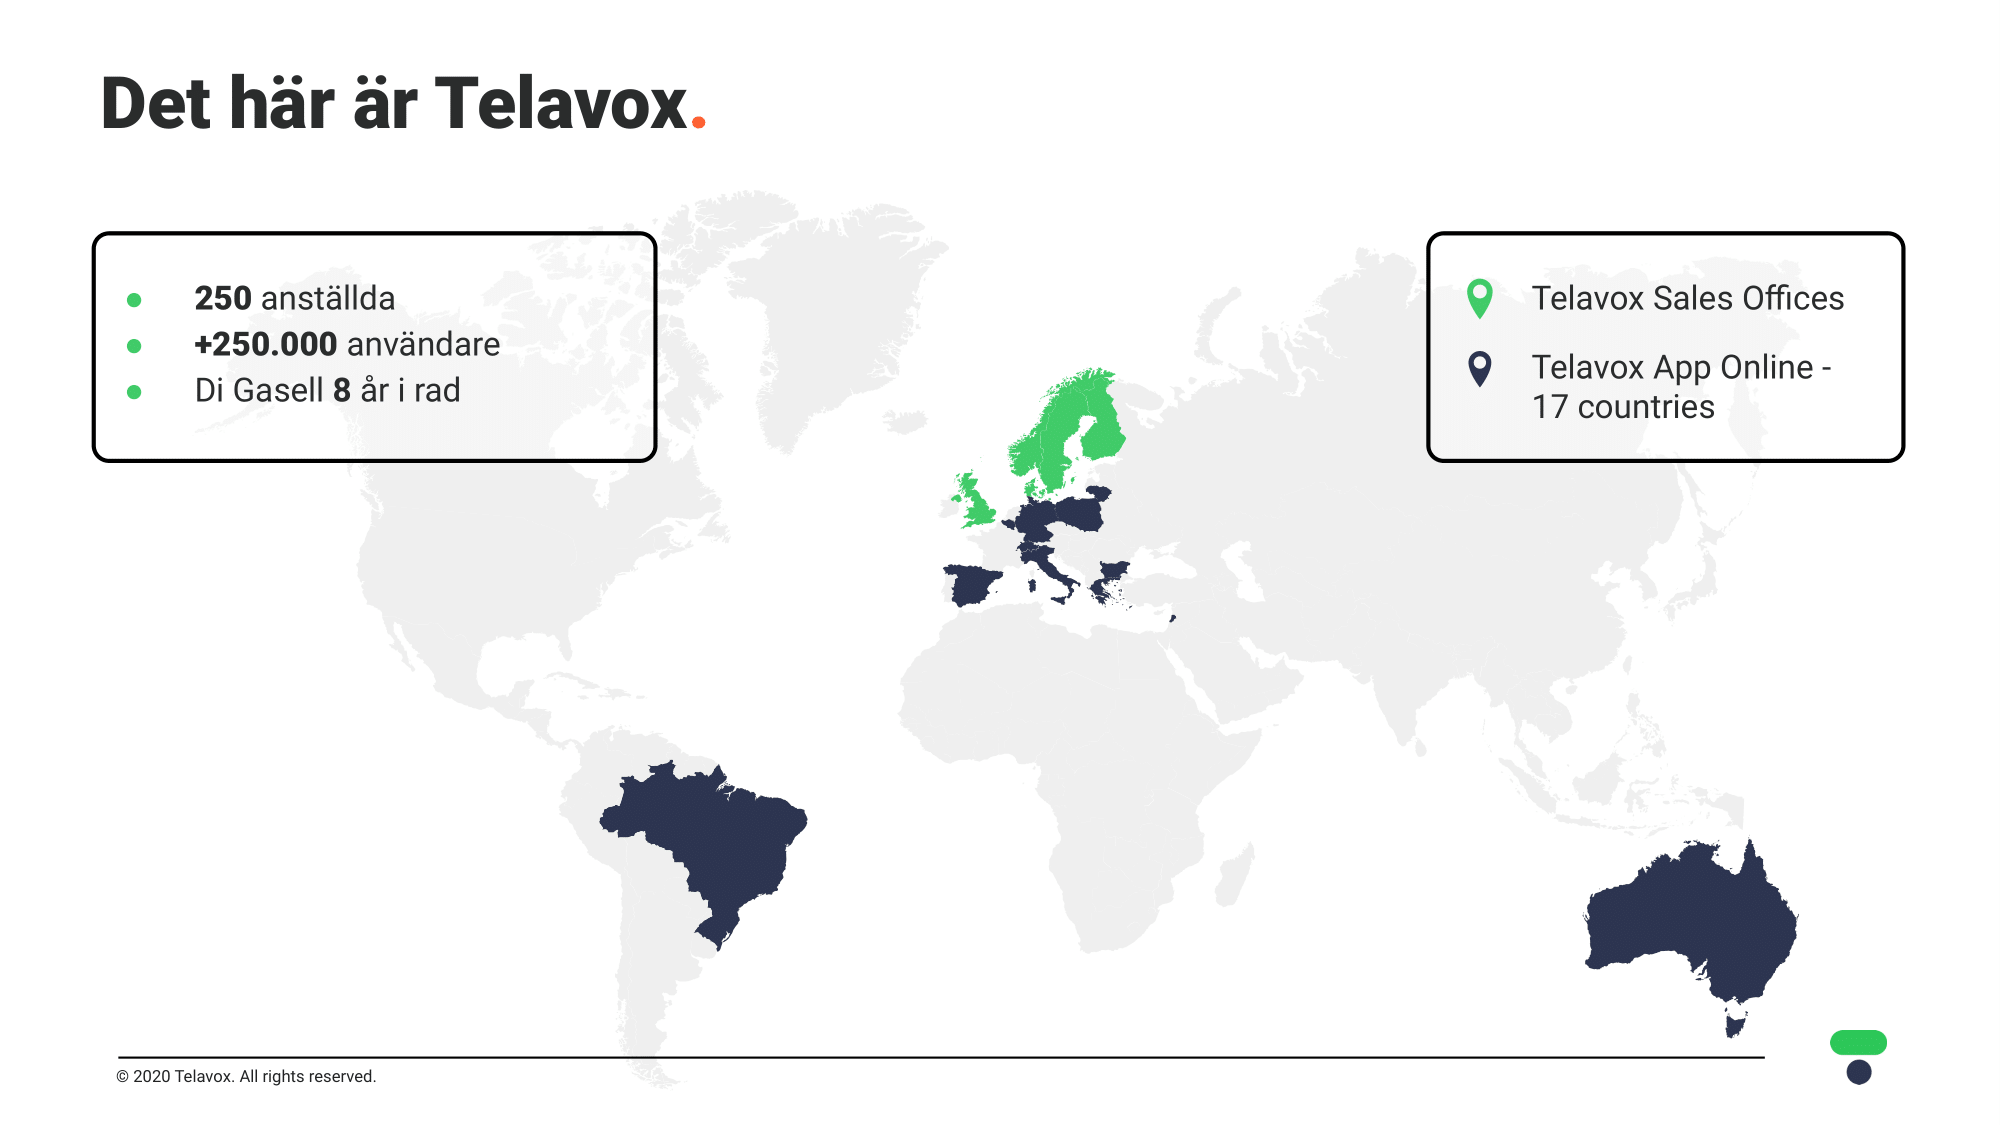 Det här är Telavox.
250 anställda
+250.000 användare
Di Gasell 8 år i rad
Telavox Sales Offices
Telavox App Online -
17 countries
© 2020 Telavox. All rights reserved.